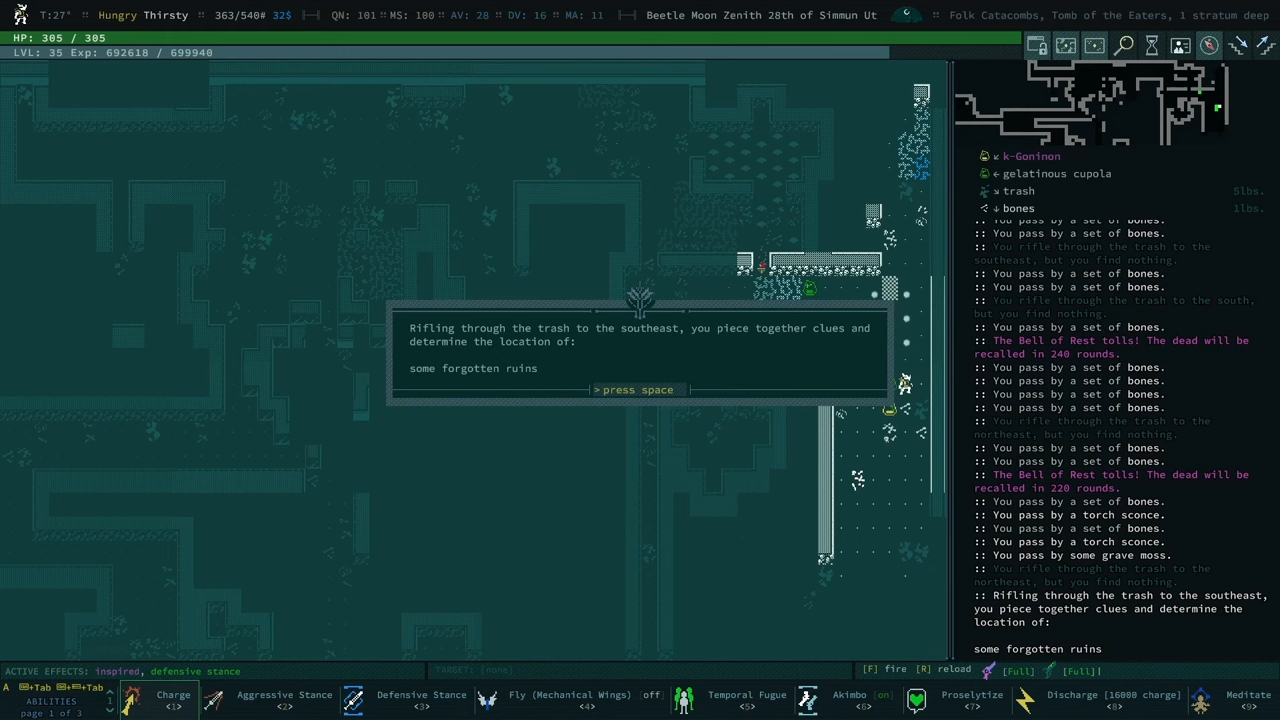 T:27° Hungry Thirsty 363/540# 32$ QN: 101 MS: 100 AV: 28 DV: 16 MA: 11 Beetle Moon Zenith 28th of Simmun Ut Folk Catacombs, Tomb of the Eaters, 1 stratum deep
HP: 305 / 305
LVL: 35 Exp: 692618 / 699940
k-Goninon
gelatinous cupola
trash 5lbs.
bones 1lbs.
:: You pass by a set of bones.
:: You pass by a set of bones.
:: You rifle through the trash to the
southeast, but you find nothing.
:: You pass by a set of bones.
:: You pass by a set of bones.
:: You rifle through the trash to the south,
but you find nothing.
:: You pass by a set of bones.
:: The Bell of Rest tolls! The dead will be
recalled in 240 rounds.
:: You pass by a set of bones.
:: You pass by a set of bones.
:: You pass by a set of bones.
:: You pass by a set of bones.
:: You rifle through the trash to the
northeast, but you find nothing.
:: You pass by a set of bones.
:: You pass by a set of bones.
:: The Bell of Rest tolls! The dead will be
recalled in 220 rounds.
:: You pass by a set of bones.
:: You pass by a torch sconce.
:: You pass by a set of bones.
:: You pass by a torch sconce.
:: You pass by some grave moss.
:: You rifle through the trash to the
northeast, but you find nothing.
:: Rifling through the trash to the southeast,
you piece together clues and determine the
location of:
some forgotten ruins
Rifling through the trash to the southeast, you piece together clues and
determine the location of:
some forgotten ruins
> press space
ACTIVE EFFECTS: inspired, defensive stance
TARGET: [none]
[F] fire [R] reload [Full] [Full]
A Tab Tab
ABILITIES 1
page 1 of 3
Charge <1>
Aggressive Stance <2>
Defensive Stance <3>
Fly (Mechanical Wings) [off] <4>
Temporal Fugue <5>
Akimbo [on] <6>
Proselytize <7>
Discharge [16000 charge] <8>
Meditate <9>